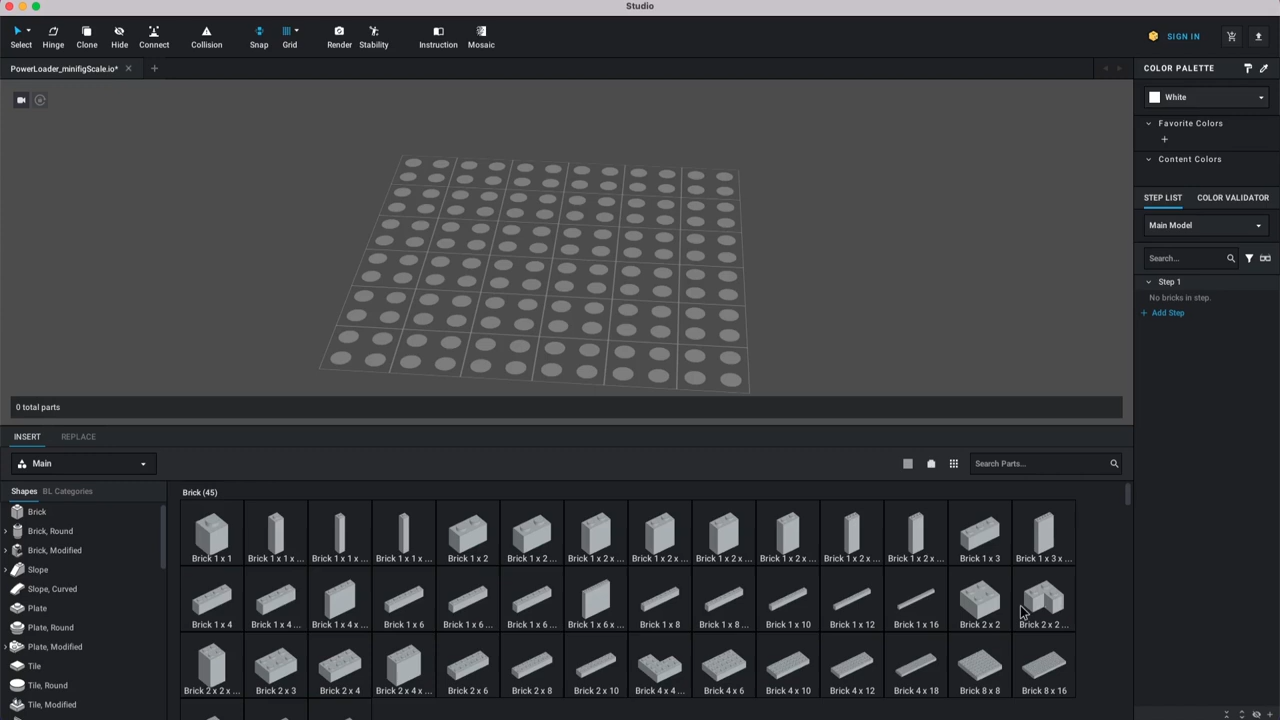 Studio
Select Hinge Clone Hide Connect Collision Snap Grid Render Stability Instruction Mosaic SIGN IN
PowerLoader_minifigScale.io*
COLOR PALETTE
White
Favorite Colors
Content Colors
STEP LIST COLOR VALIDATOR
Main Model
Search...
Step 1
No bricks in step.
+ Add Step
0 total parts
INSERT REPLACE
Main
Search Parts...
Shapes BL Categories
Brick
Brick, Round
Brick, Modified
Slope
Slope, Curved
Plate
Plate, Round
Plate, Modified
Tile
Tile, Round
Tile, Modified
Brick (45)
Brick 1 x 1 Brick 1 x 1 x ... Brick 1 x 1 x ... Brick 1 x 1 x ... Brick 1 x 2 Brick 1 x 2 ... Brick 1 x 2 x ... Brick 1 x 2 x ... Brick 1 x 2 x ... Brick 1 x 2 x ... Brick 1 x 2 x ... Brick 1 x 2 x ... Brick 1 x 3 Brick 1 x 3 x ...
Brick 1 x 4 Brick 1 x 4 ... Brick 1 x 4 x ... Brick 1 x 6 Brick 1 x 6 ... Brick 1 x 6 x ... Brick 1 x 8 Brick 1 x 8 ... Brick 1 x 10 Brick 1 x 12 Brick 1 x 16 Brick 2 x 2 Brick 2 x 2 ...
Brick 2 x 2 x ... Brick 2 x 3 Brick 2 x 4 Brick 2 x 4 x ... Brick 2 x 6 Brick 2 x 8 Brick 2 x 10 Brick 4 x 4 ... Brick 4 x 6 Brick 4 x 10 Brick 4 x 12 Brick 4 x 18 Brick 8 x 8 Brick 8 x 16